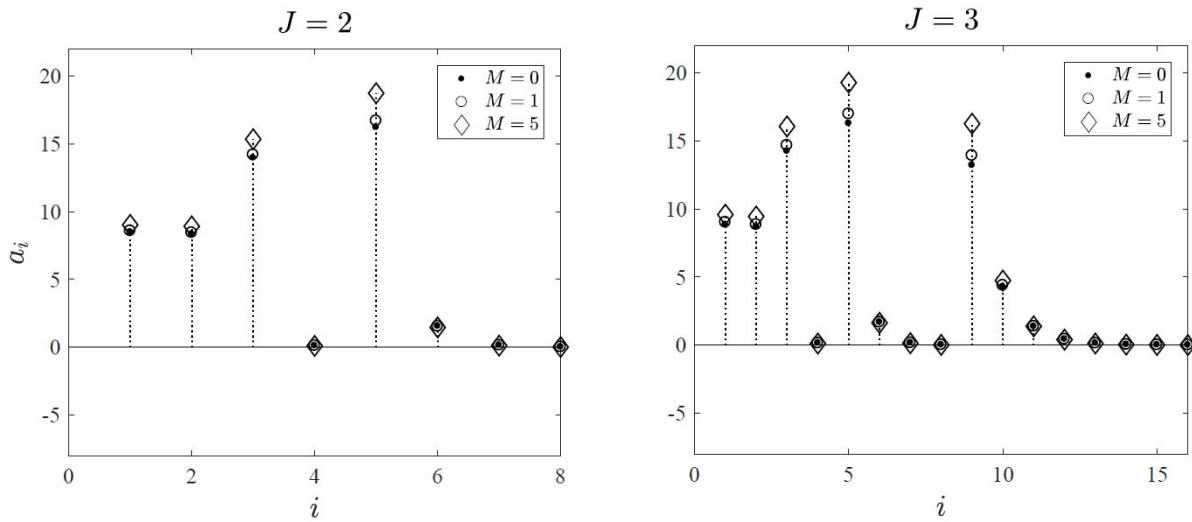 J = 2
20
15
10
5
0
-5
a_i
0 2 4 6 8
i
M = 0
M = 1
M = 5
J = 3
20
15
10
5
0
-5
0 5 10 15
i
M = 0
M = 1
M = 5